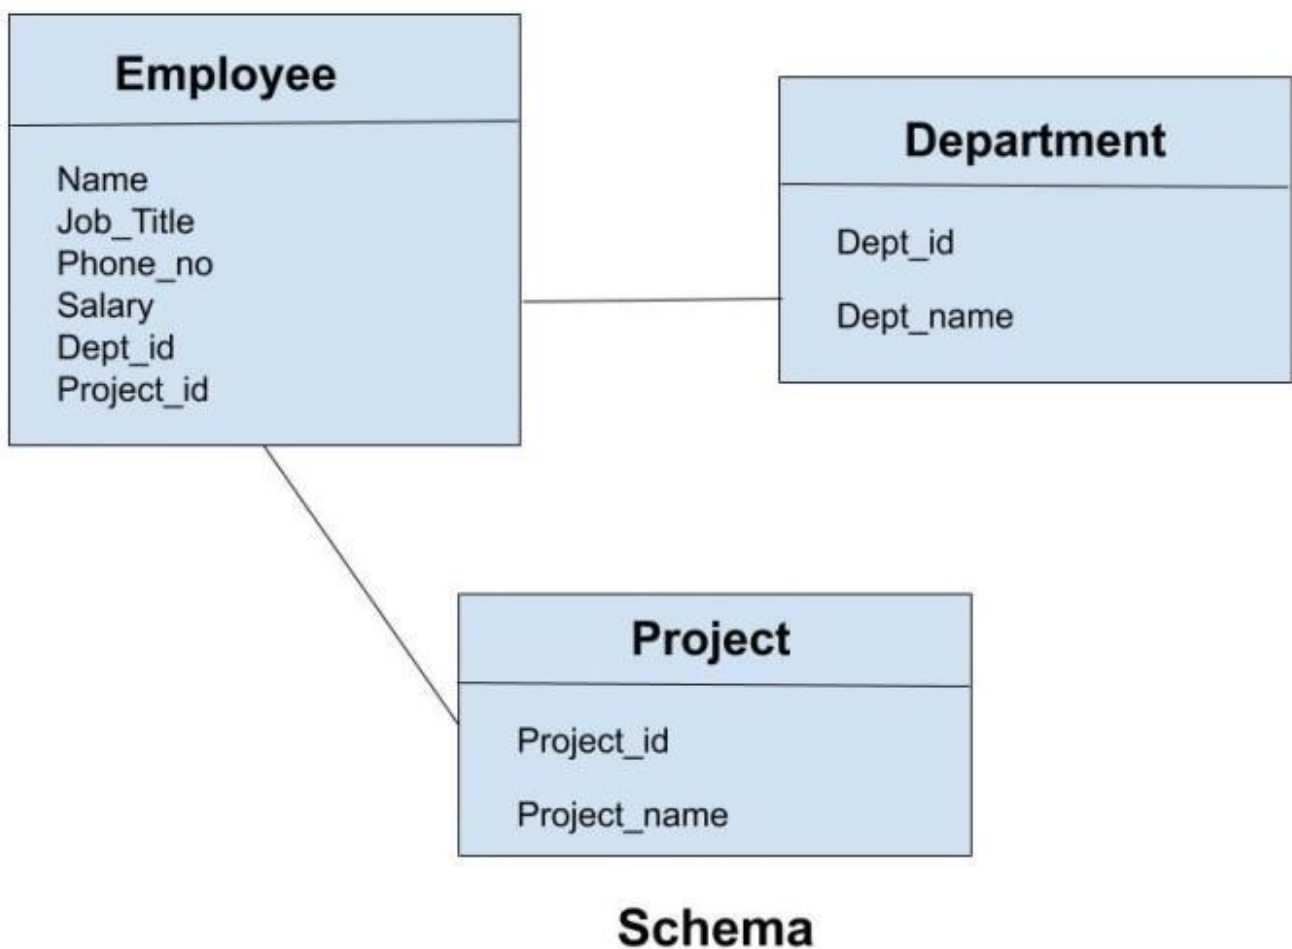 Employee
Name
Job_Title
Phone_no
Salary
Dept_id
Project_id
Department
Dept_id
Dept_name
Project
Project_id
Project_name
Schema